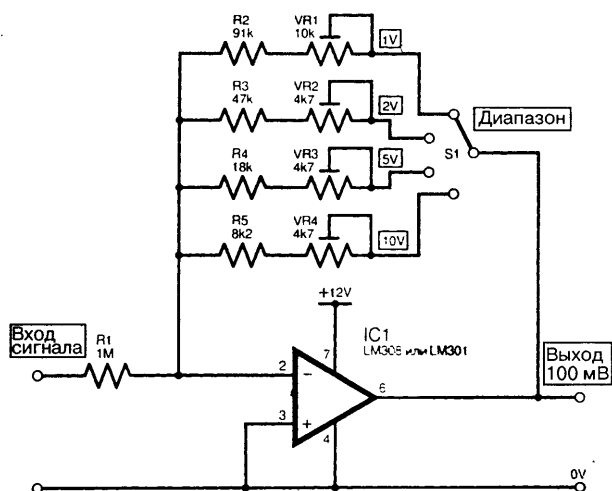 R2
91k
VR1
10k
1V
R3
47k
VR2
4k7
2V
Диапазон
S1
R4
18k
VR3
4k7
5V
R5
8k2
VR4
4k7
10V
+12V
IC1
LM308 или LM301
Вход
сигнала
R1
1M
2
−
7
6
3
+
4
Выход
100 мВ
0V